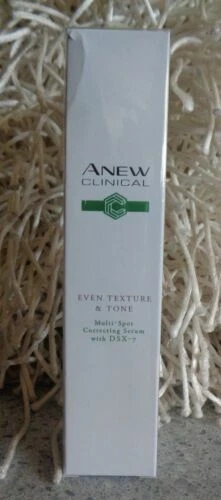 ANEW
CLINICAL
EVEN TEXTURE
& TONE
Multi-Spot
Correcting Serum
with DSX-7